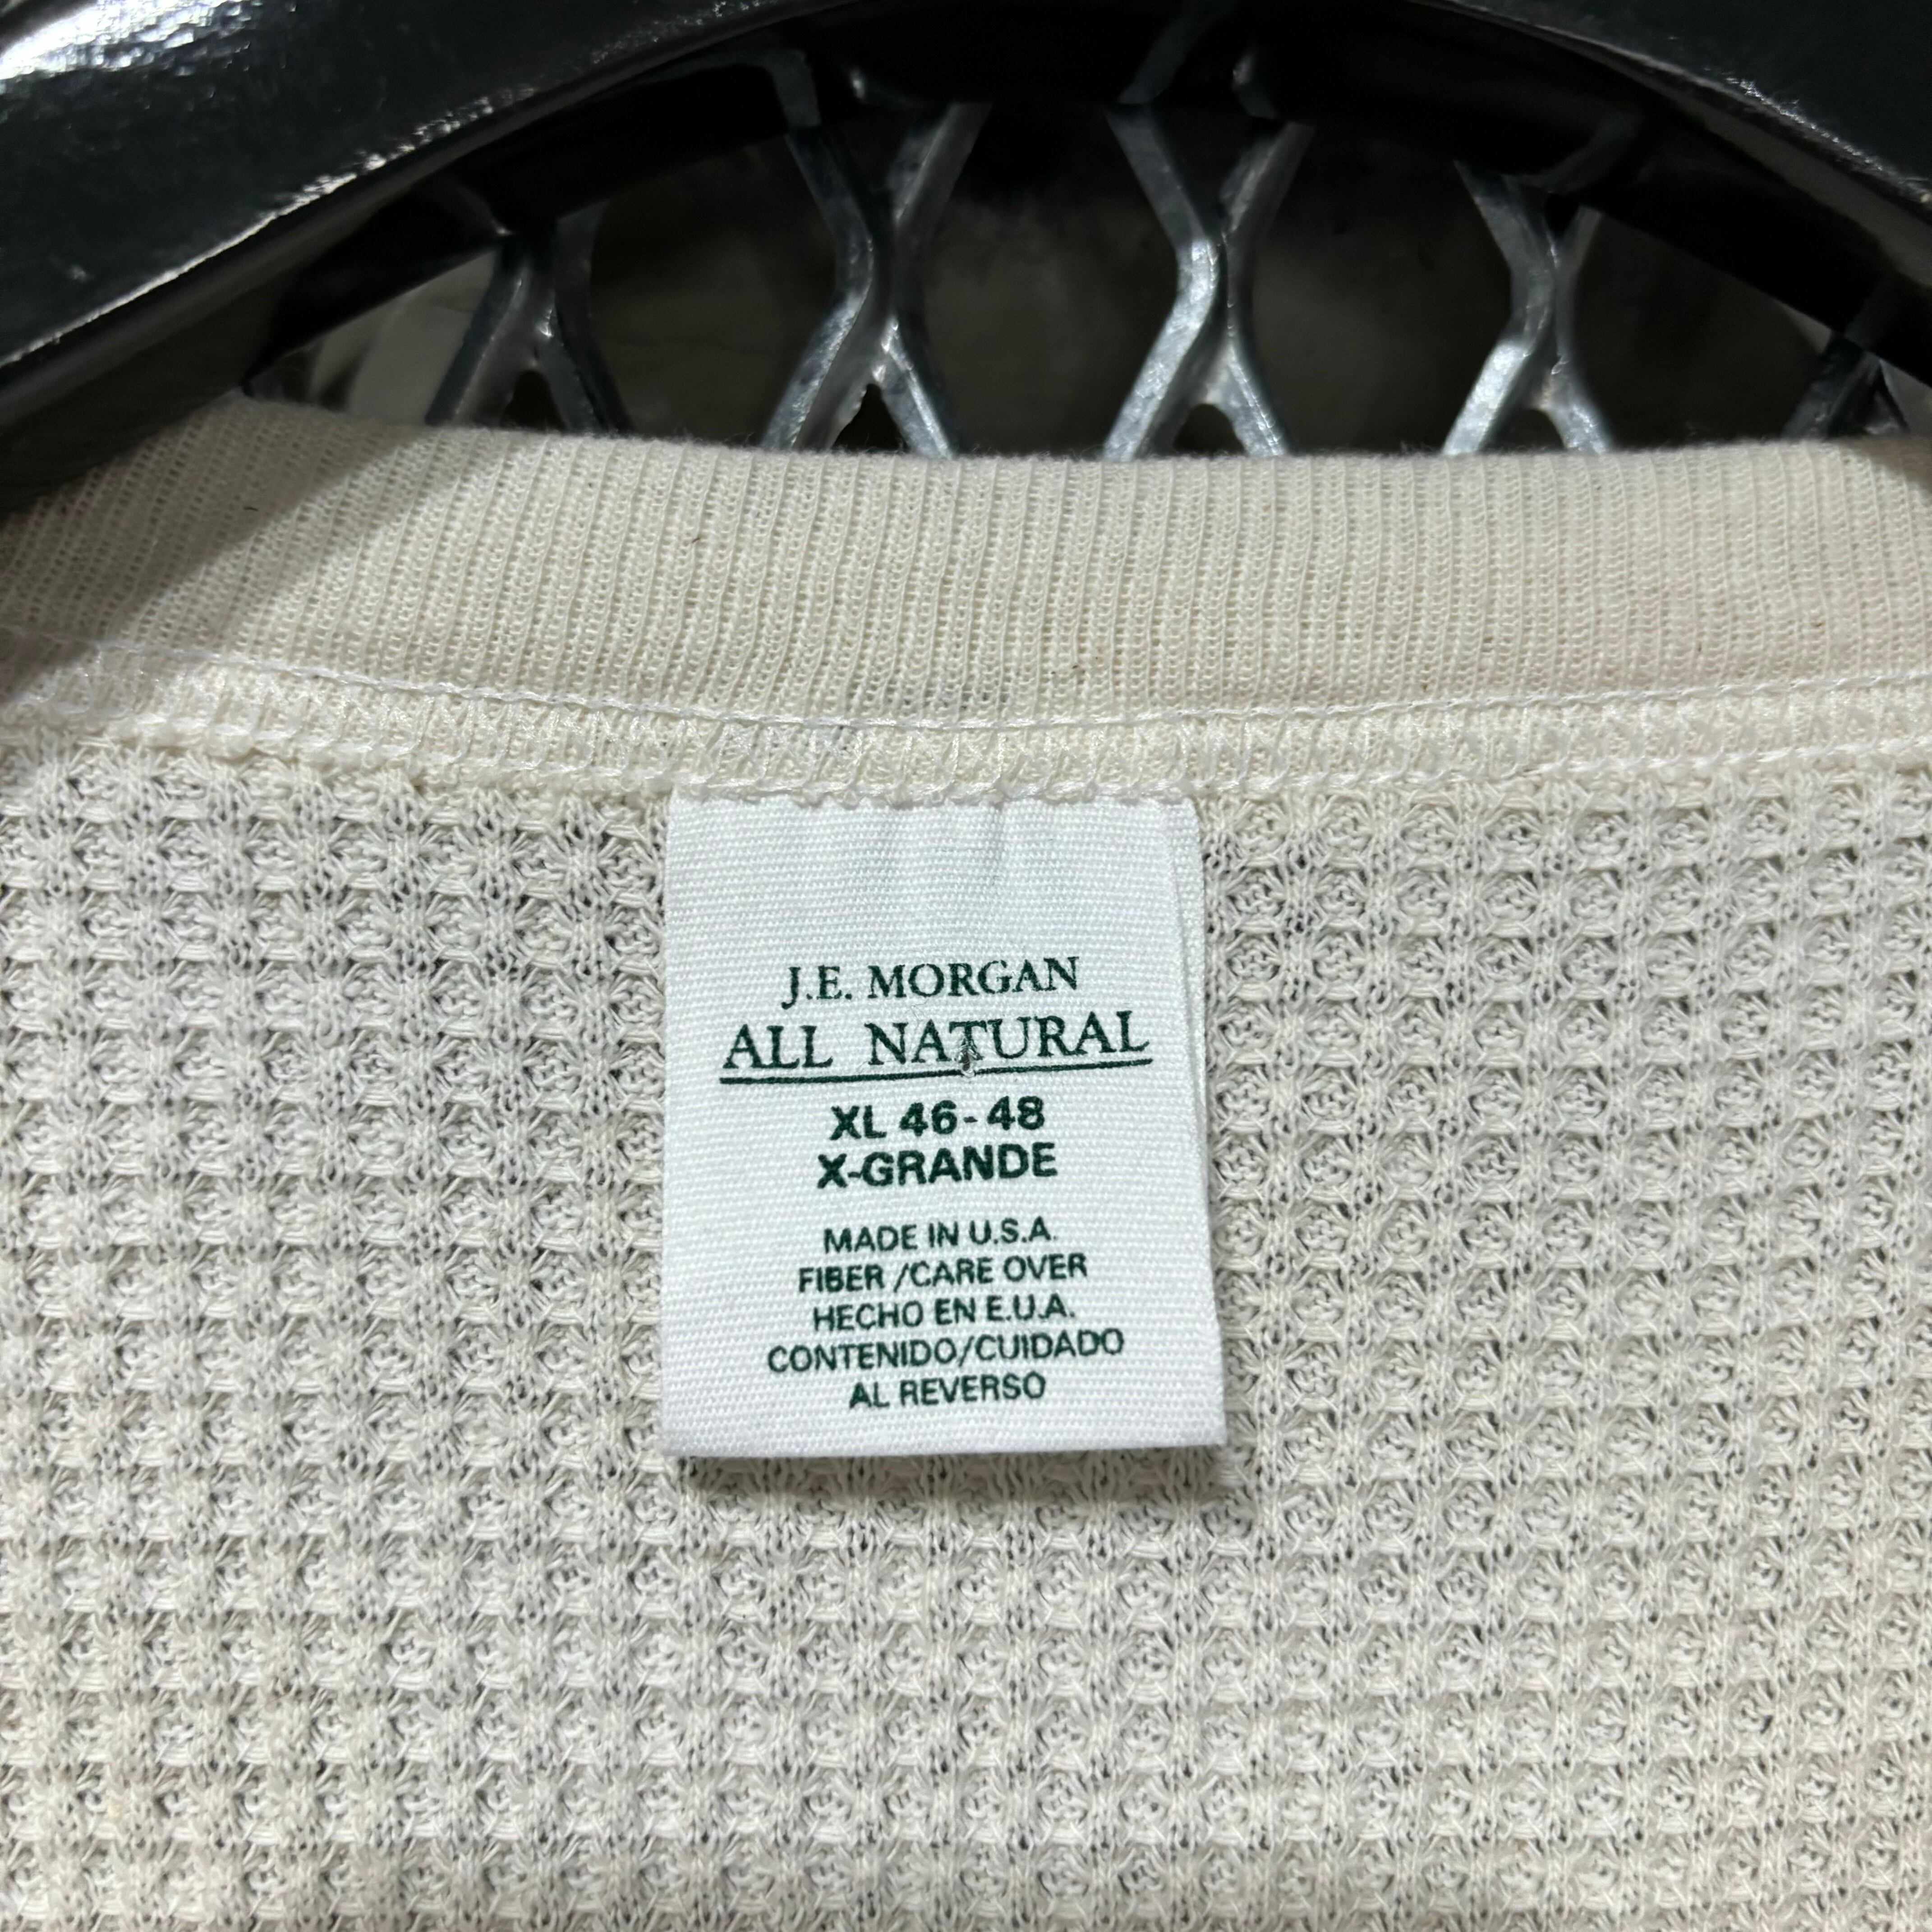 J.E. MORGAN
ALL NATURAL
XL 46-48
X-GRANDE
MADE IN U.S.A.
FIBER /CARE OVER
HECHO EN E.U.A.
CONTENIDO/CUIDADO
AL REVERSO